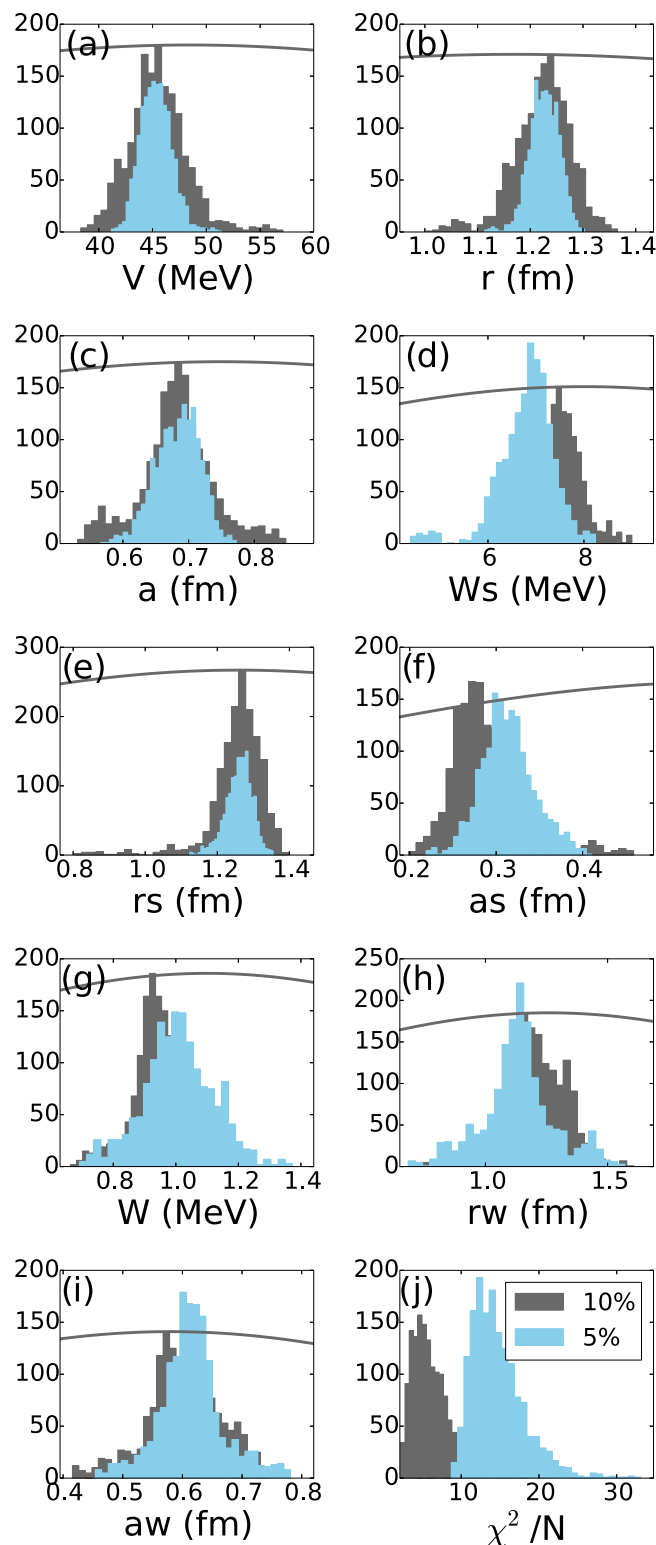 (a)
200
150
100
50
0
40 45 50 55 60
V (MeV)
(b)
200
150
100
50
0
1.0 1.1 1.2 1.3 1.4
r (fm)
(c)
200
150
100
50
0
0.6 0.7 0.8
a (fm)
(d)
200
150
100
50
0
6 8
Ws (MeV)
(e)
300
200
100
0
0.8 1.0 1.2 1.4
rs (fm)
(f)
200
150
100
50
0
0.2 0.3 0.4
as (fm)
(g)
200
150
100
50
0
0.8 1.0 1.2 1.4
W (MeV)
(h)
250
200
150
100
50
0
1.0 1.5
rw (fm)
(i)
200
150
100
50
0
0.4 0.5 0.6 0.7 0.8
aw (fm)
(j)
10%
5%
200
150
100
50
0
10 20 30
χ² /N